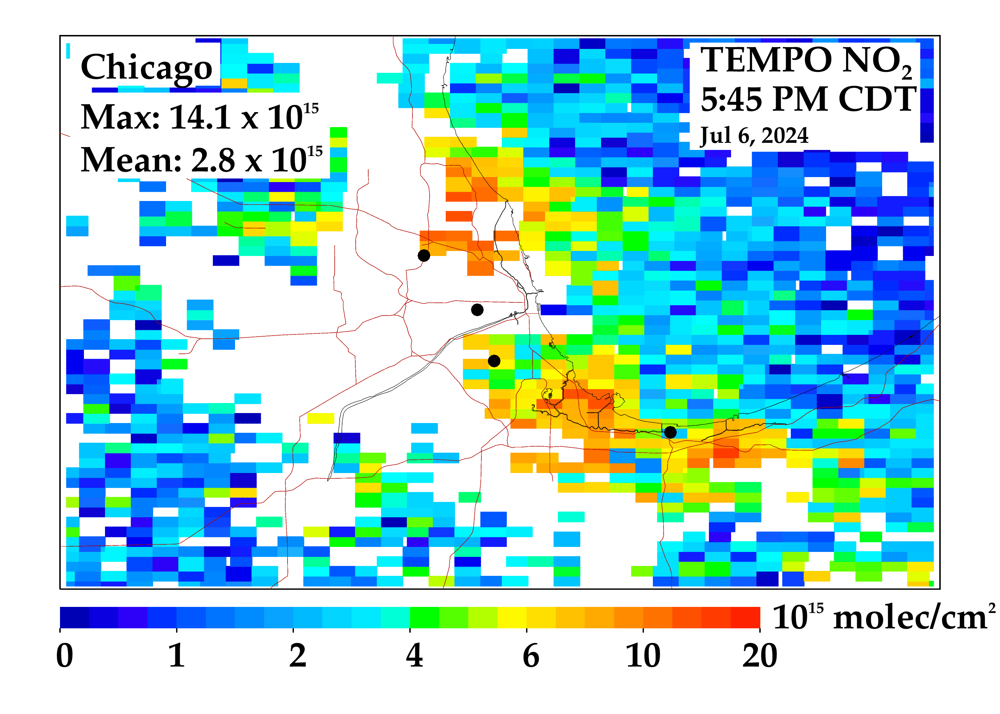 Chicago
Max: 14.1 x 10¹⁵
Mean: 2.8 x 10¹⁵
TEMPO NO₂
5:45 PM CDT
Jul 6, 2024
10¹⁵ molec/cm²
0 1 2 4 6 10 20